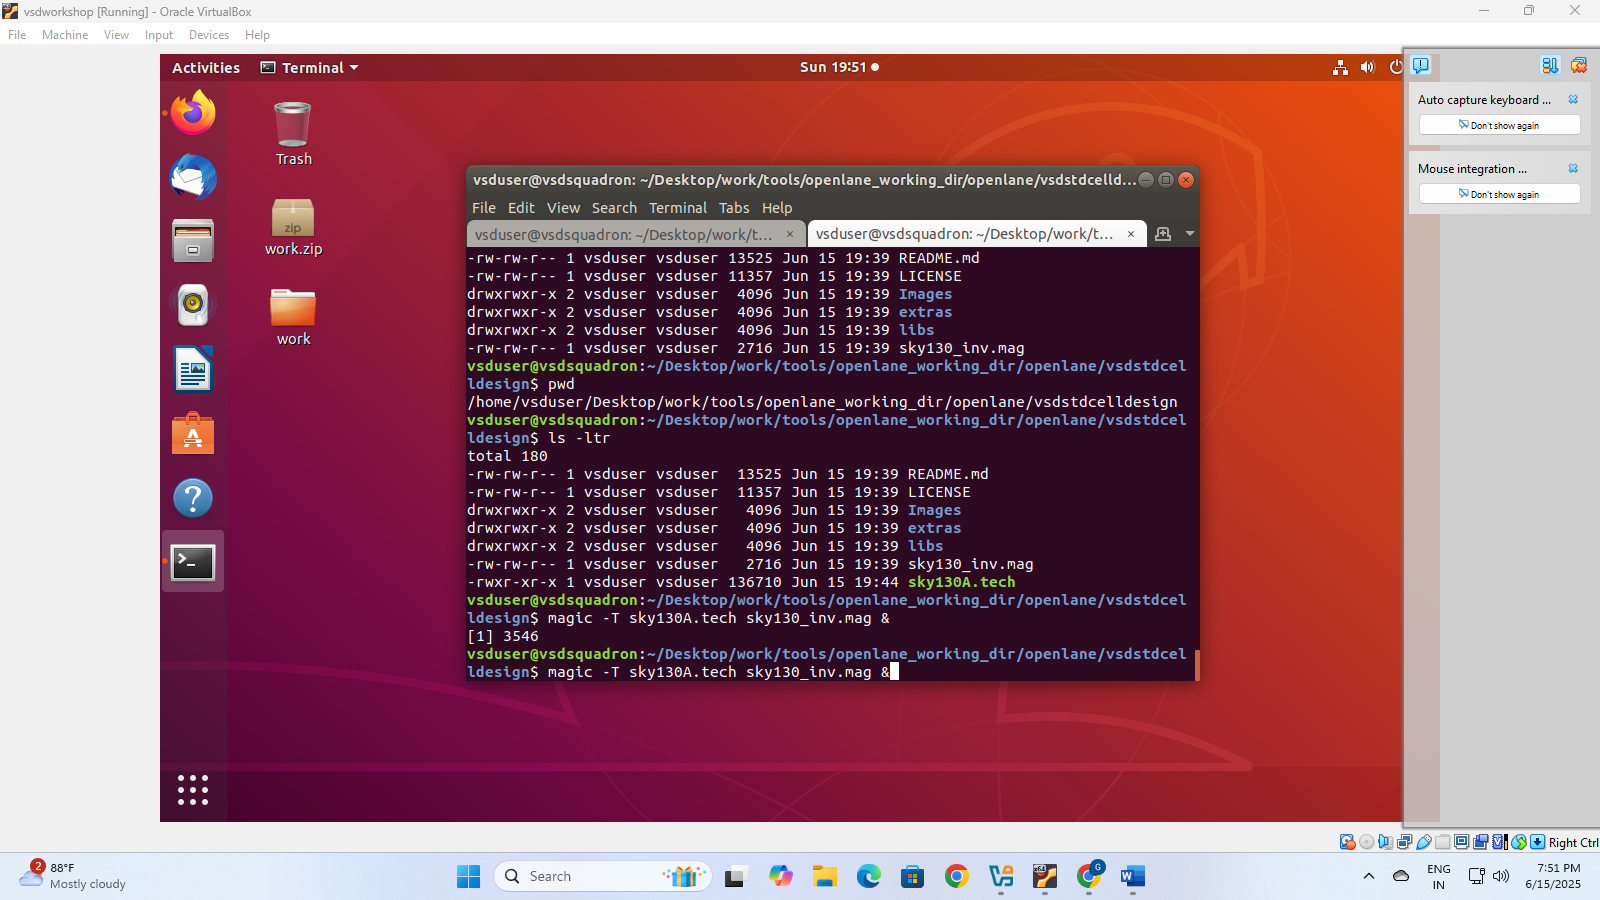 vsdworkshop [Running] - Oracle VirtualBox
File Machine View Input Devices Help
Activities Terminal Sun 19:51
Auto capture keyboard ...
Don't show again
Mouse integration ...
Don't show again
Trash
zip
work.zip
work
vsduser@vsdsquadron: ~/Desktop/work/tools/openlane_working_dir/openlane/vsdstdcelld...
File Edit View Search Terminal Tabs Help
vsduser@vsdsquadron: ~/Desktop/work/t... × vsduser@vsdsquadron: ~/Desktop/work/t... ×
-rw-rw-r-- 1 vsduser vsduser 13525 Jun 15 19:39 README.md
-rw-rw-r-- 1 vsduser vsduser 11357 Jun 15 19:39 LICENSE
drwxrwxr-x 2 vsduser vsduser  4096 Jun 15 19:39 Images
drwxrwxr-x 2 vsduser vsduser  4096 Jun 15 19:39 extras
drwxrwxr-x 2 vsduser vsduser  4096 Jun 15 19:39 libs
-rw-rw-r-- 1 vsduser vsduser  2716 Jun 15 19:39 sky130_inv.mag
vsduser@vsdsquadron:~/Desktop/work/tools/openlane_working_dir/openlane/vsdstdcel
ldesign$ pwd
/home/vsduser/Desktop/work/tools/openlane_working_dir/openlane/vsdstdcelldesign
vsduser@vsdsquadron:~/Desktop/work/tools/openlane_working_dir/openlane/vsdstdcel
ldesign$ ls -ltr
total 180
-rw-rw-r-- 1 vsduser vsduser  13525 Jun 15 19:39 README.md
-rw-rw-r-- 1 vsduser vsduser  11357 Jun 15 19:39 LICENSE
drwxrwxr-x 2 vsduser vsduser   4096 Jun 15 19:39 Images
drwxrwxr-x 2 vsduser vsduser   4096 Jun 15 19:39 extras
drwxrwxr-x 2 vsduser vsduser   4096 Jun 15 19:39 libs
-rw-rw-r-- 1 vsduser vsduser   2716 Jun 15 19:39 sky130_inv.mag
-rwxr-xr-x 1 vsduser vsduser 136710 Jun 15 19:44 sky130A.tech
vsduser@vsdsquadron:~/Desktop/work/tools/openlane_working_dir/openlane/vsdstdcel
ldesign$ magic -T sky130A.tech sky130_inv.mag &
[1] 3546
vsduser@vsdsquadron:~/Desktop/work/tools/openlane_working_dir/openlane/vsdstdcel
ldesign$ magic -T sky130A.tech sky130_inv.mag &
Right Ctrl
2
88°F
Mostly cloudy
Search
G
ENG
IN
7:51 PM
6/15/2025